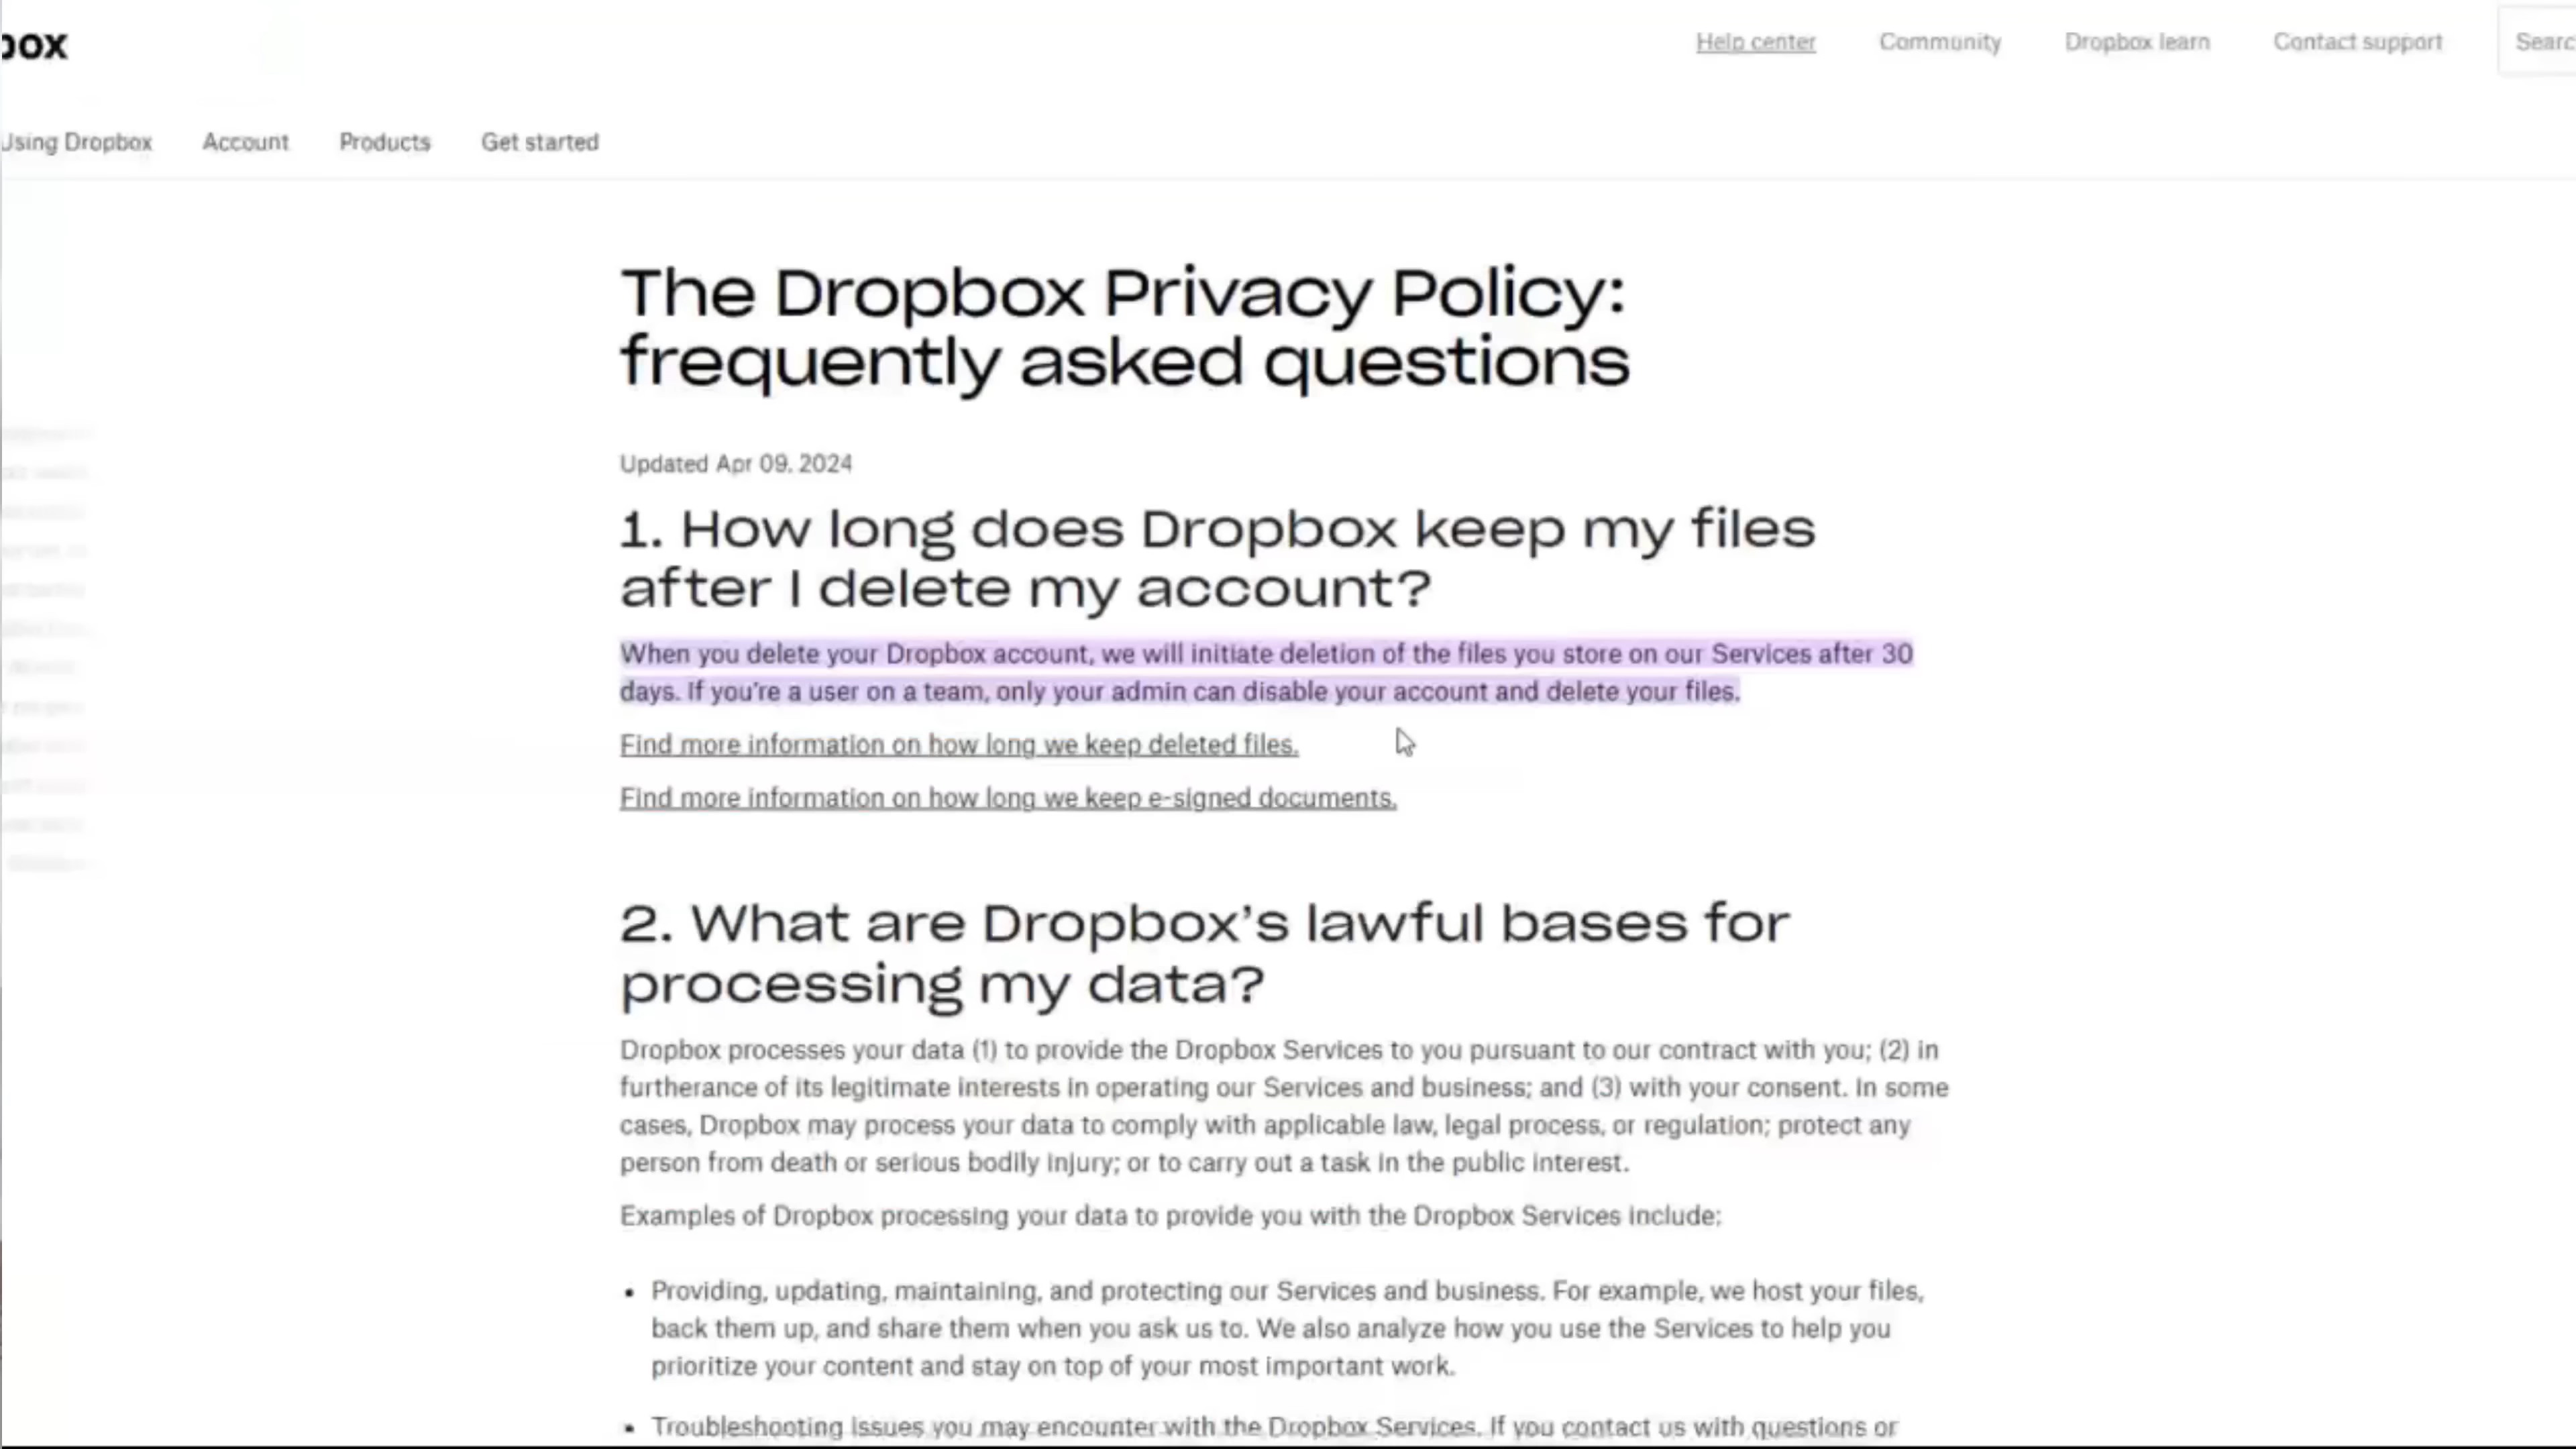 box
Help center Community Dropbox learn Contact support Searc
Using Dropbox Account Products Get started
The Dropbox Privacy Policy:
frequently asked questions
Updated Apr 09, 2024
1. How long does Dropbox keep my files
after I delete my account?
When you delete your Dropbox account, we will initiate deletion of the files you store on our Services after 30
days. If you're a user on a team, only your admin can disable your account and delete your files.
Find more information on how long we keep deleted files.
Find more information on how long we keep e-signed documents.
2. What are Dropbox's lawful bases for
processing my data?
Dropbox processes your data (1) to provide the Dropbox Services to you pursuant to our contract with you; (2) in
furtherance of its legitimate interests in operating our Services and business; and (3) with your consent. In some
cases, Dropbox may process your data to comply with applicable law, legal process, or regulation; protect any
person from death or serious bodily injury; or to carry out a task in the public interest.
Examples of Dropbox processing your data to provide you with the Dropbox Services include:
• Providing, updating, maintaining, and protecting our Services and business. For example, we host your files,
back them up, and share them when you ask us to. We also analyze how you use the Services to help you
prioritize your content and stay on top of your most important work.
• Troubleshooting issues you may encounter with the Dropbox Services. If you contact us with questions or